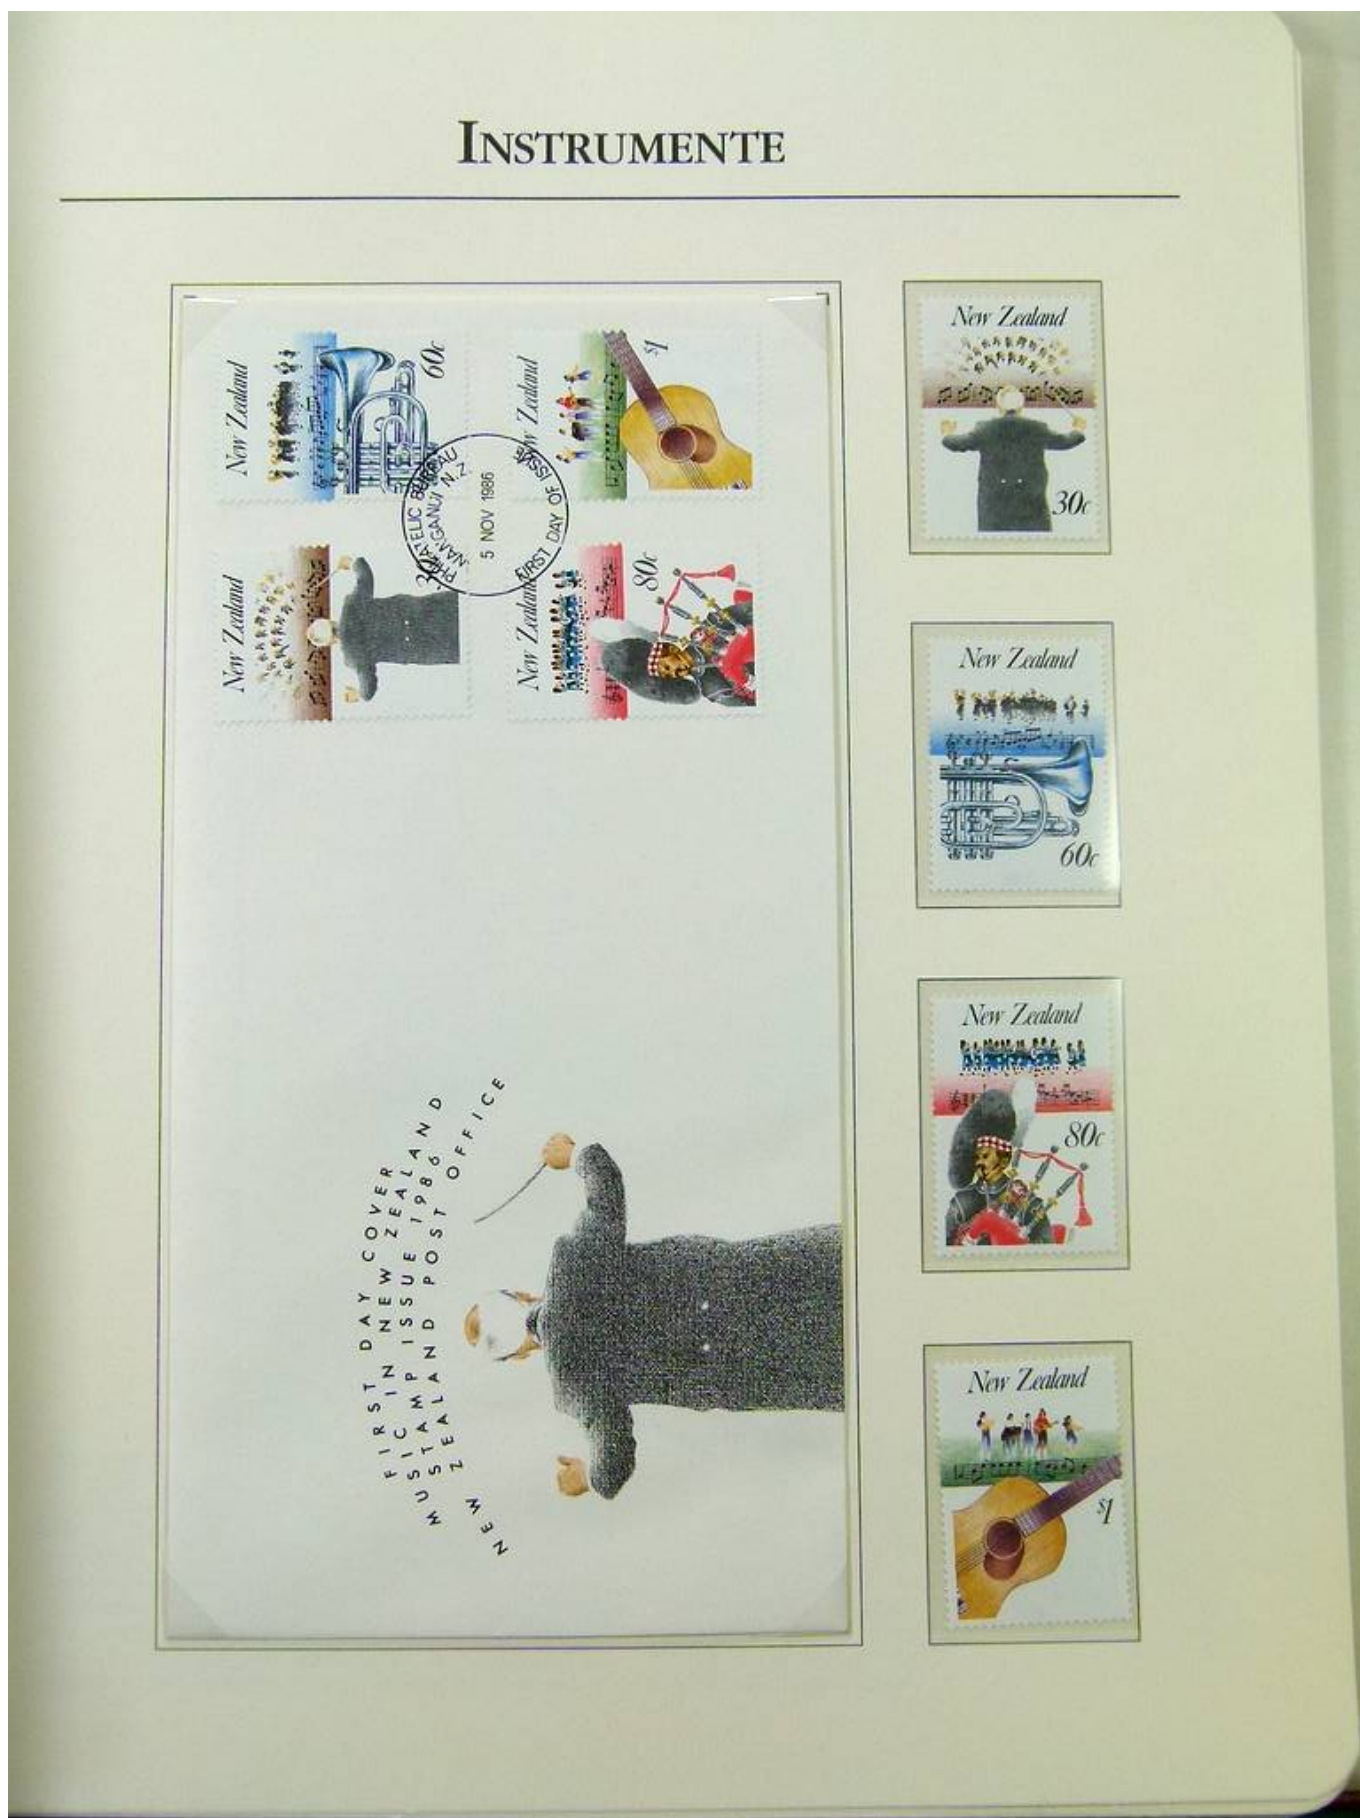 INSTRUMENTE
New Zealand
60c
New Zealand
$1
New Zealand
New Zealand
80c
PHILATELIC BUREAU
WANGANUI N.Z.
5 NOV 1986
FIRST DAY OF ISSUE
FIRST DAY COVER
MUSIC IN NEW ZEALAND
STAMP ISSUE 1986
NEW ZEALAND POST OFFICE
New Zealand
30c
New Zealand
60c
New Zealand
80c
New Zealand
$1